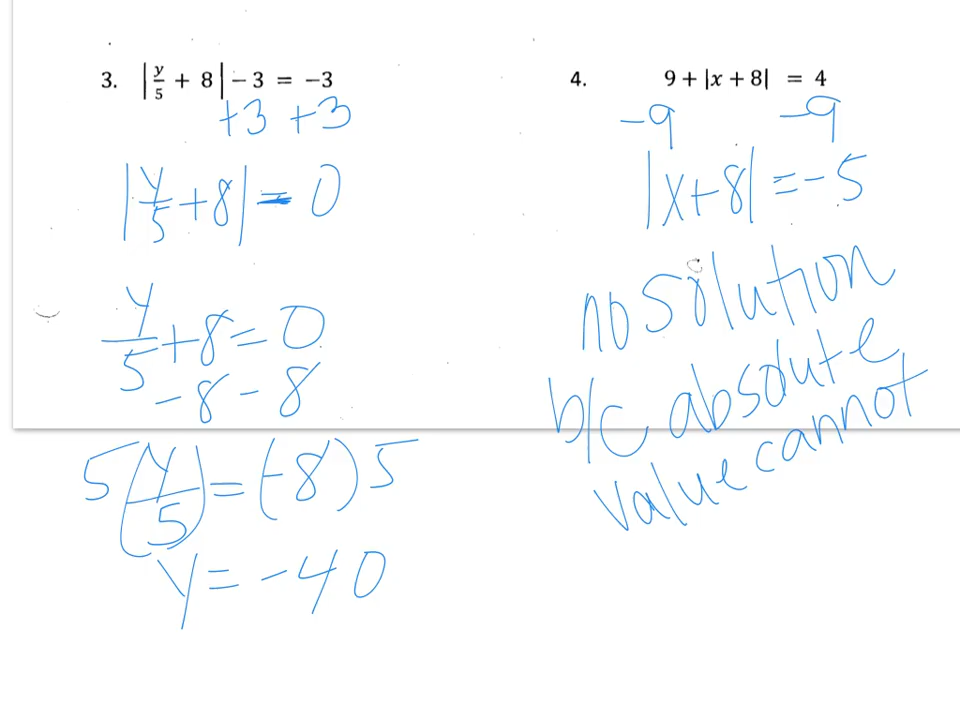 3. |y/5 + 8| − 3 = −3
+3 +3
|y/5 + 8| = 0
y/5 + 8 = 0
- 8 - 8
5(y/5) = (-8)5
y = -40
4. 9 + |x + 8| = 4
-9 -9
|x + 8| = -5
no solution
b/c absolute
value cannot